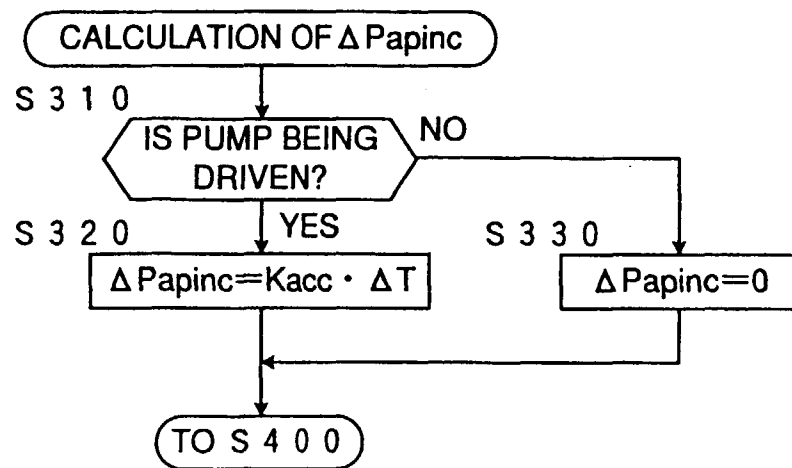 CALCULATION OF ΔPapinc
S310
IS PUMP BEING
DRIVEN?
NO
YES
S320
ΔPapinc=Kacc・ΔT
S330
ΔPapinc=0
TO S400